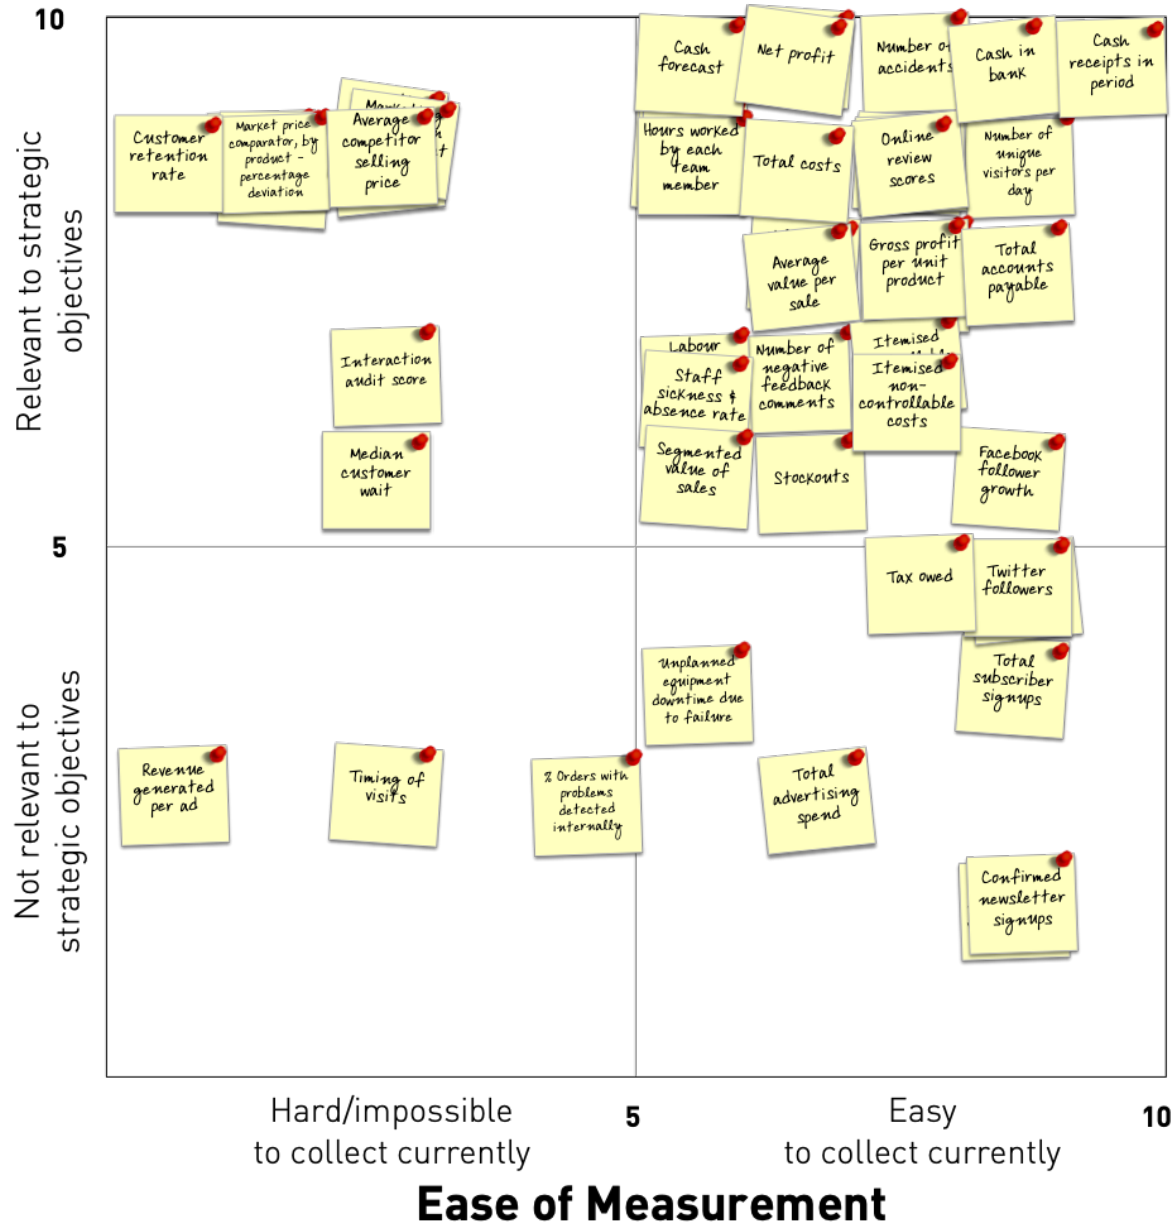 10
Relevant to strategic
objectives
Cash
forecast
Net profit
Number of
accidents
Cash in
bank
Cash
receipts in
period
Customer
retention
rate
Market price
comparator, by
product -
percentage
deviation
Average
competitor
selling
price
Hours worked
by each
team
member
Total costs
Online
review
scores
Number of
unique
visitors per
day
Average
value per
sale
Gross profit
per unit
product
Total
accounts
payable
Interaction
audit score
Labour
Staff
sickness &
absence rate
Number of
negative
feedback
comments
Itemised
Itemised
non-
controllable
costs
Median
customer
wait
Segmented
value of
sales
Stockouts
Facebook
follower
growth
5
Not relevant to
strategic objectives
Tax owed
Twitter
followers
Unplanned
equipment
downtime due
to failure
Total
subscriber
signups
Revenue
generated
per ad
Timing of
visits
% Orders with
problems
detected
internally
Total
advertising
spend
Confirmed
newsletter
signups
Hard/impossible
to collect currently
5
Easy
to collect currently
10
Ease of Measurement